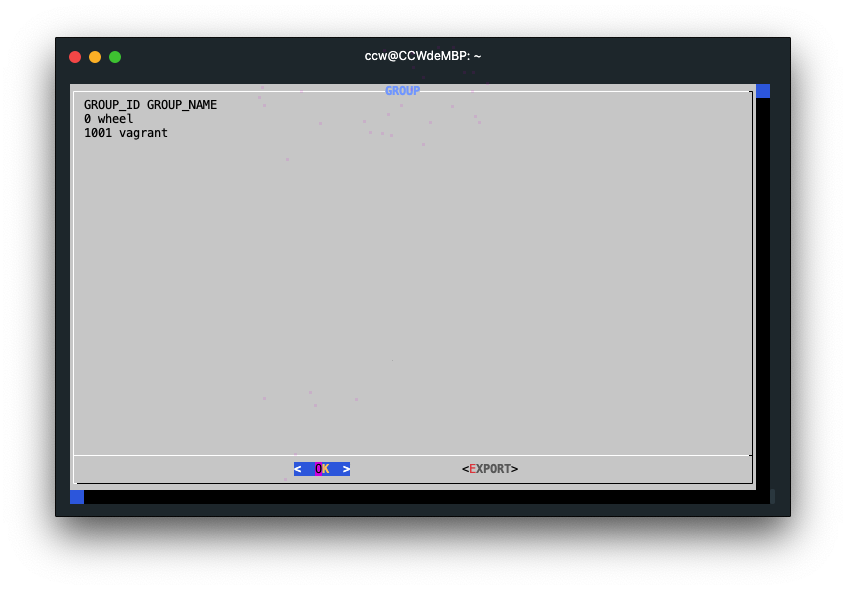 ccw@CCWdeMBP: ~
GROUP
GROUP_ID GROUP_NAME
0 wheel
1001 vagrant
< OK > <EXPORT>